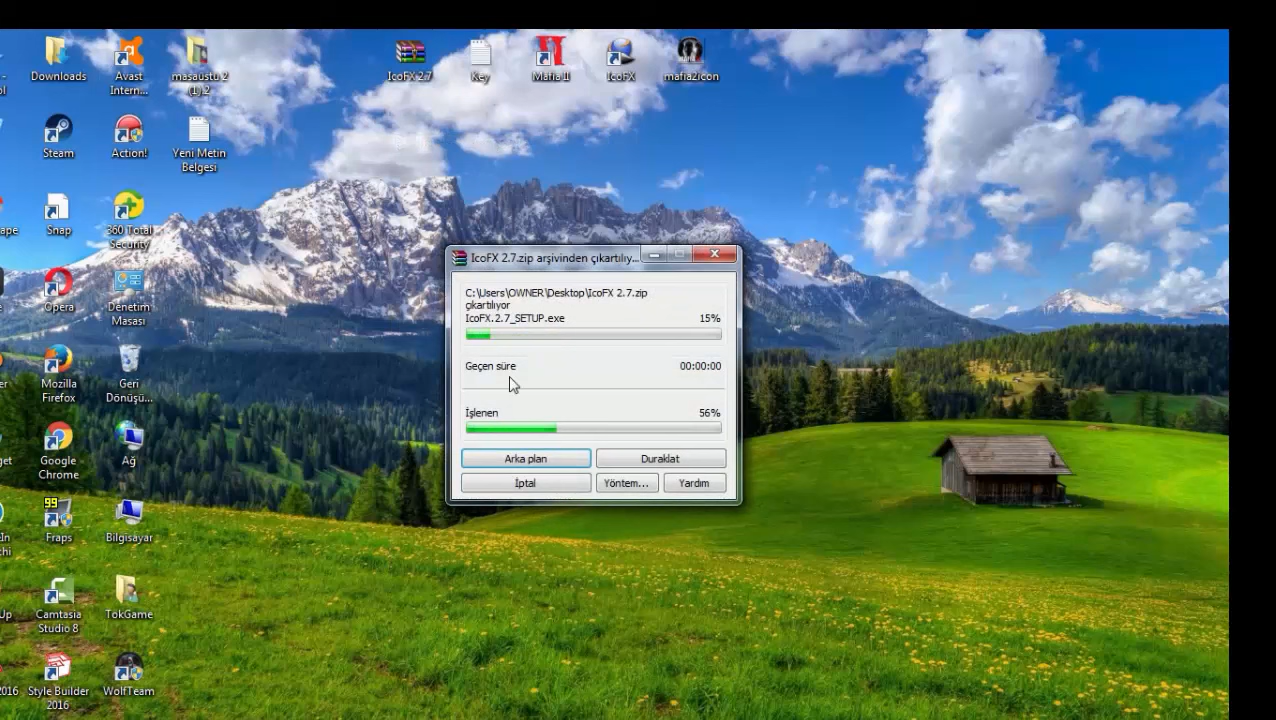 Downloads
Avast
Intern...
masaüstü 2
(1).2
IcoFX 2.7
Key
Mafia II
IcoFX
mafia2icon
Steam
Action!
Yeni Metin
Belgesi
Snap
360 Total
Security
Opera
Denetim
Masası
Mozilla
Firefox
Geri
Dönüşü...
Google
Chrome
Ağ
99
Fraps
Bilgisayar
Camtasia
Studio 8
TokGame
2016
Style Builder
2016
WolfTeam
IcoFX 2.7.zip arşivinden çıkartılıy...
C:\Users\OWNER\Desktop\IcoFX 2.7.zip
çıkartılıyor
IcoFX.2.7_SETUP.exe 15%
Geçen süre 00:00:00
İşlenen 56%
Arka plan Duraklat
İptal Yöntem... Yardım